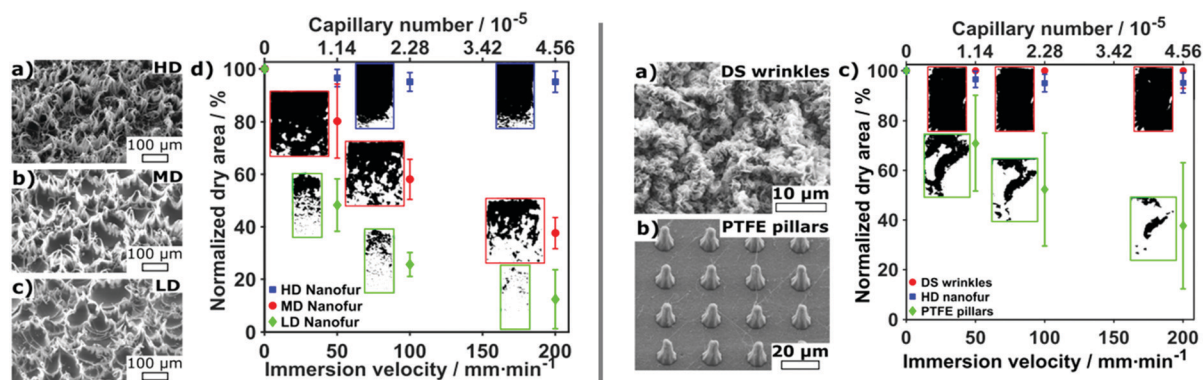 Capillary number / 10⁻⁵
0 1.14 2.28 3.42 4.56
a) HD
100 µm
b) MD
100 µm
c) LD
100 µm
d)
Normalized dry area / %
100
80
60
40
20
0
HD Nanofur
MD Nanofur
LD Nanofur
0 50 100 150 200
Immersion velocity / mm·min⁻¹
a) DS wrinkles
10 µm
b) PTFE pillars
20 µm
Capillary number / 10⁻⁵
0 1.14 2.28 3.42 4.56
c)
Normalized dry area / %
100
80
60
40
20
0
DS wrinkles
HD nanofur
PTFE pillars
0 50 100 150 200
Immersion velocity / mm·min⁻¹